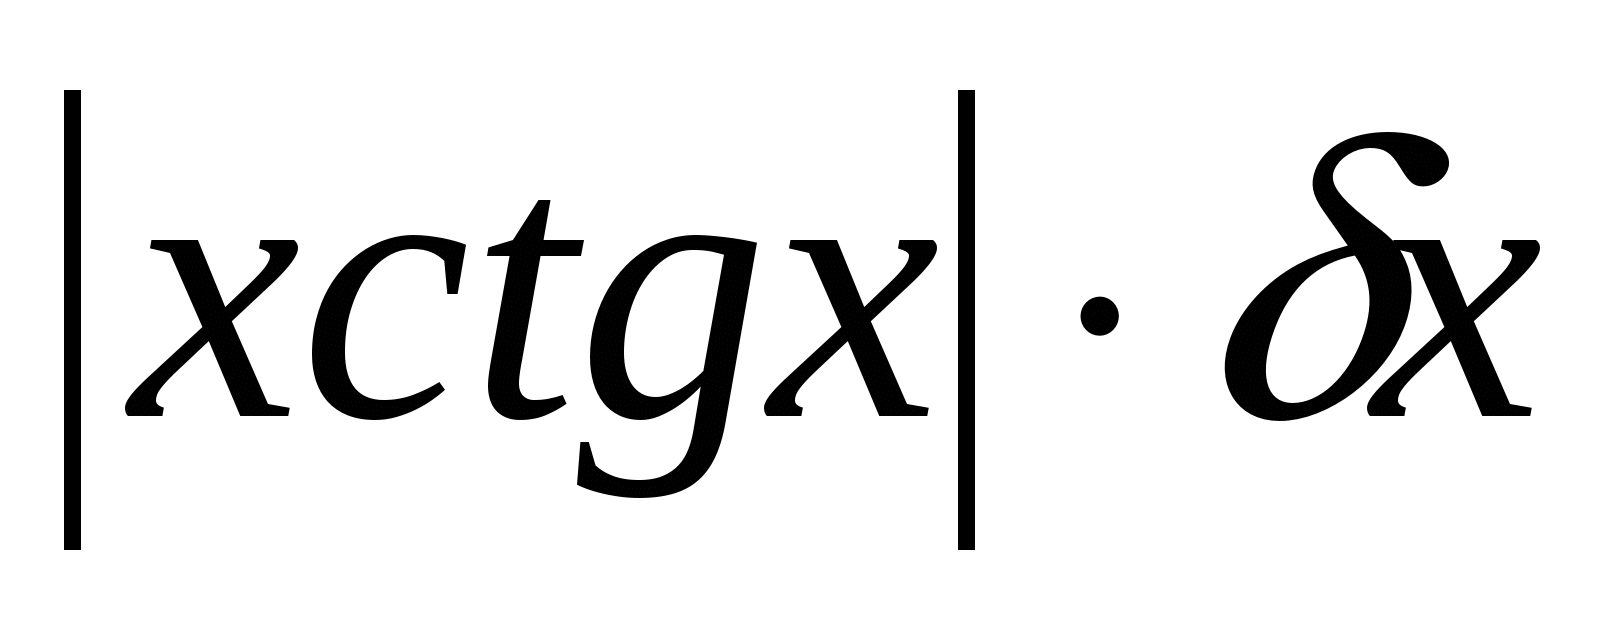 |xctgx| · δx